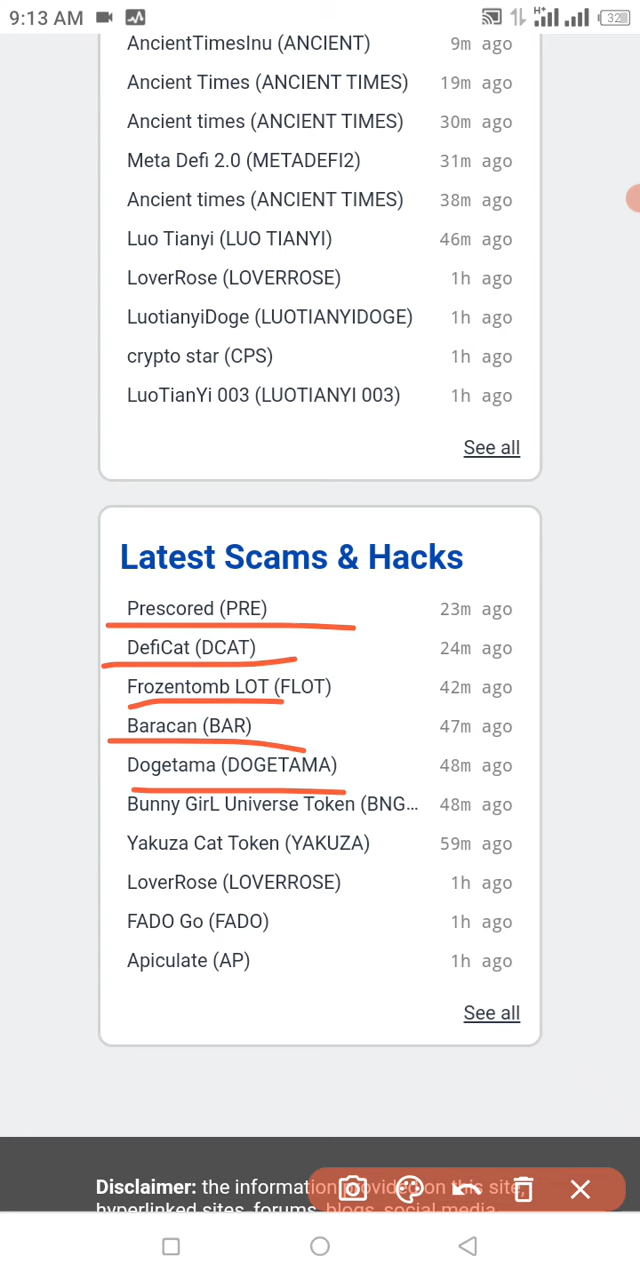 9:13 AM H+ 32
AncientTimesInu (ANCIENT) 9m ago
Ancient Times (ANCIENT TIMES) 19m ago
Ancient times (ANCIENT TIMES) 30m ago
Meta Defi 2.0 (METADEFI2) 31m ago
Ancient times (ANCIENT TIMES) 38m ago
Luo Tianyi (LUO TIANYI) 46m ago
LoverRose (LOVERROSE) 1h ago
LuotianyiDoge (LUOTIANYIDOGE) 1h ago
crypto star (CPS) 1h ago
LuoTianYi 003 (LUOTIANYI 003) 1h ago
See all
Latest Scams & Hacks
Prescored (PRE) 23m ago
DefiCat (DCAT) 24m ago
Frozentomb LOT (FLOT) 42m ago
Baracan (BAR) 47m ago
Dogetama (DOGETAMA) 48m ago
Bunny GirL Universe Token (BNG... 48m ago
Yakuza Cat Token (YAKUZA) 59m ago
LoverRose (LOVERROSE) 1h ago
FADO Go (FADO) 1h ago
Apiculate (AP) 1h ago
See all
Disclaimer: the information provided on this site,
hyperlinked sites, forums, blogs, social media